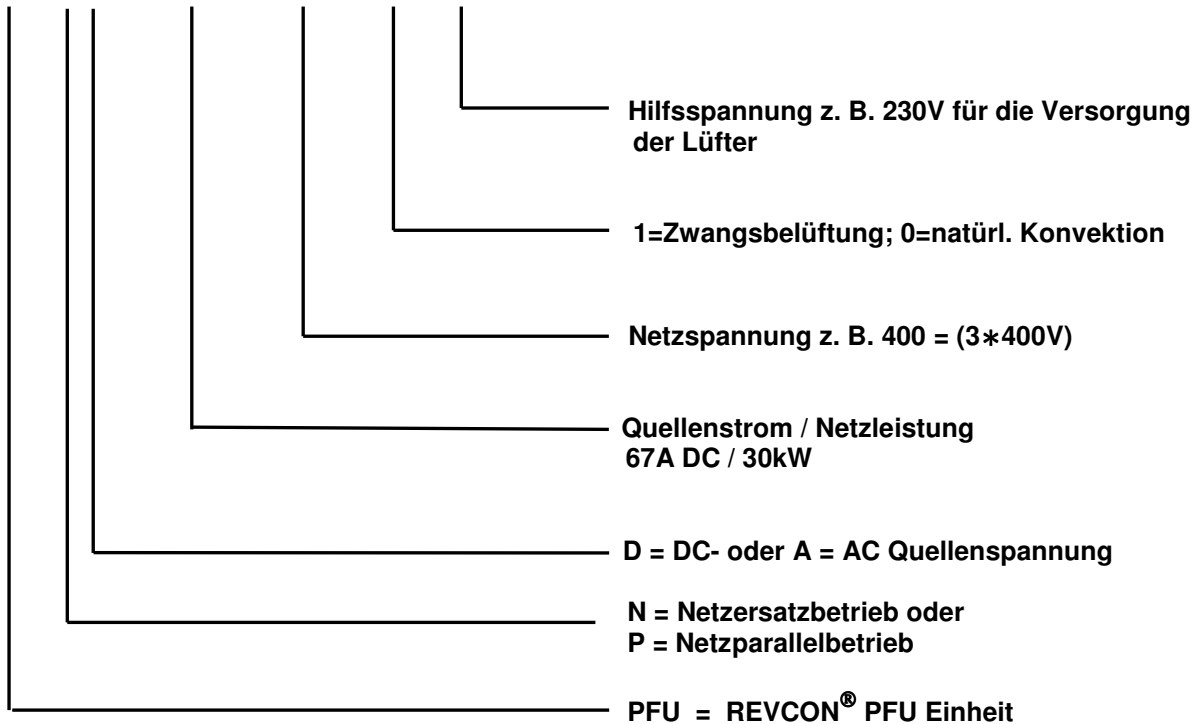 Hilfsspannung z. B. 230V für die Versorgung
der Lüfter
1=Zwangsbelüftung; 0=natürl. Konvektion
Netzspannung z. B. 400 = (3∗400V)
Quellenstrom / Netzleistung
67A DC / 30kW
D = DC- oder A = AC Quellenspannung
N = Netzersatzbetrieb oder
P = Netzparallelbetrieb
PFU = REVCON® PFU Einheit